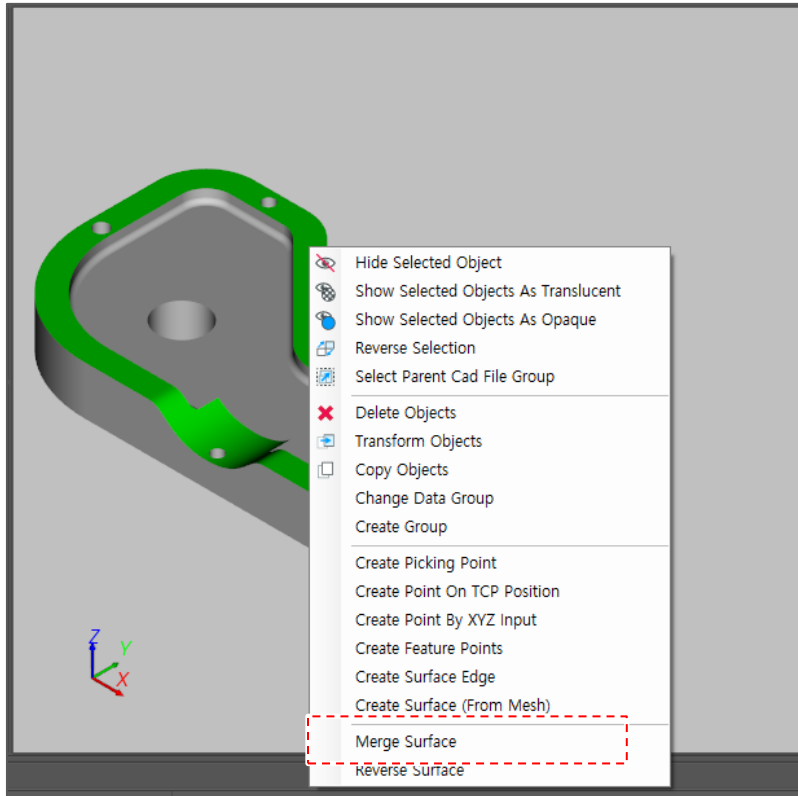 Hide Selected Object
Show Selected Objects As Translucent
Show Selected Objects As Opaque
Reverse Selection
Select Parent Cad File Group
Delete Objects
Transform Objects
Copy Objects
Change Data Group
Create Group
Create Picking Point
Create Point On TCP Position
Create Point By XYZ Input
Create Feature Points
Create Surface Edge
Create Surface (From Mesh)
Merge Surface
Reverse Surface
Z
Y
X